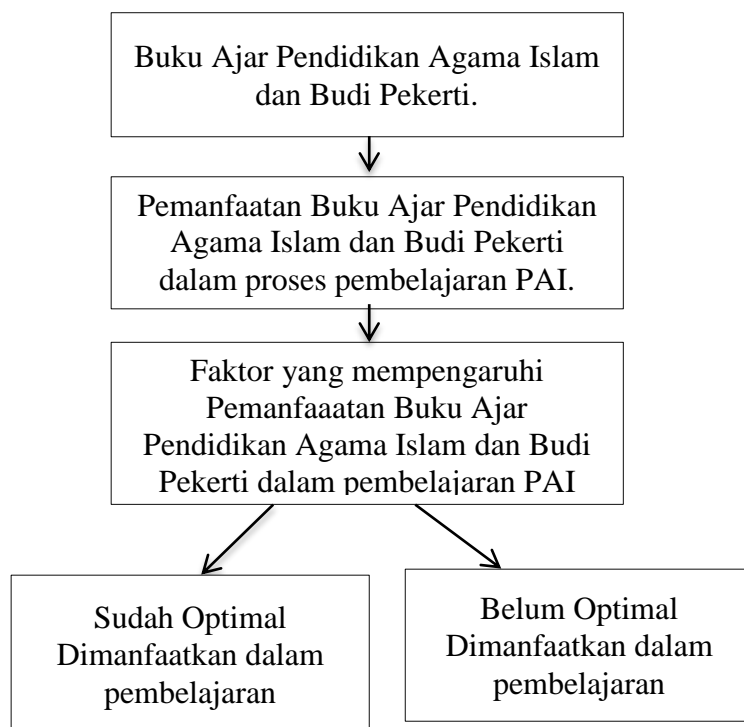 Buku Ajar Pendidikan Agama Islam
dan Budi Pekerti.
Pemanfaatan Buku Ajar Pendidikan
Agama Islam dan Budi Pekerti
dalam proses pembelajaran PAI.
Faktor yang mempengaruhi
Pemanfaaatan Buku Ajar
Pendidikan Agama Islam dan Budi
Pekerti dalam pembelajaran PAI
Sudah Optimal
Dimanfaatkan dalam
pembelajaran
Belum Optimal
Dimanfaatkan dalam
pembelajaran